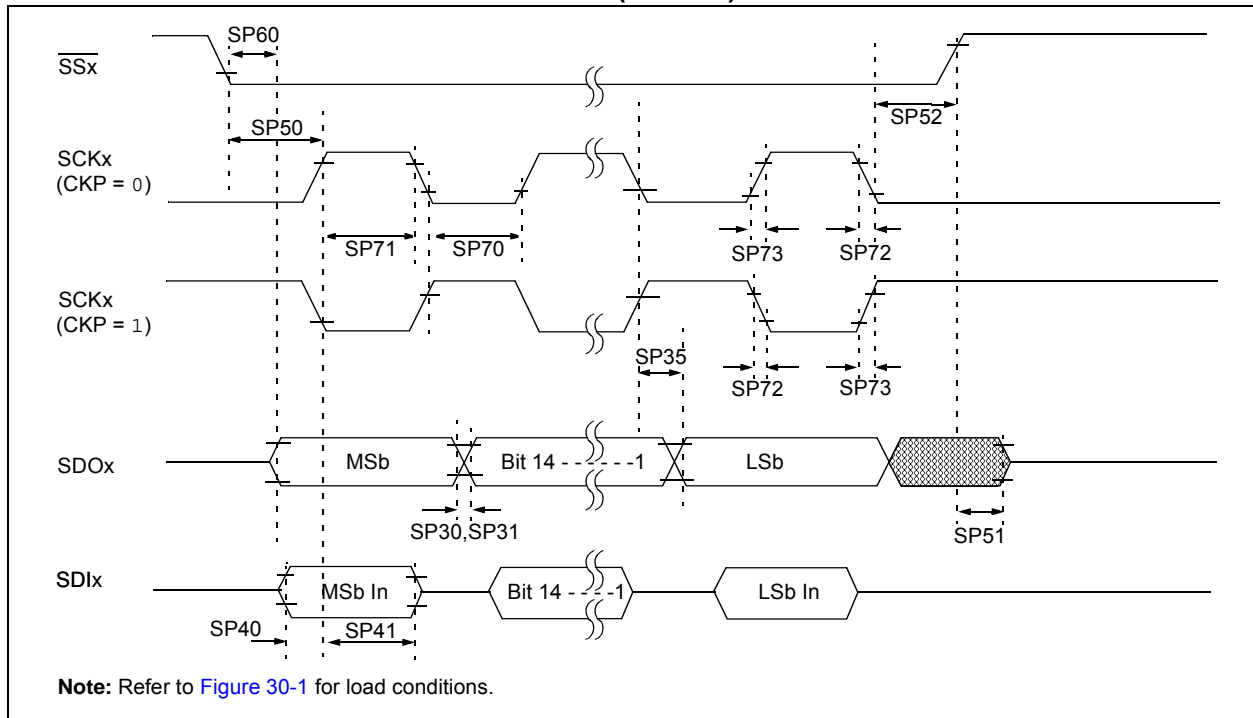 SP60
SSx
SP50
SP52
SCKx
(CKP = 0)
SP71
SP70
SP73
SP72
SCKx
(CKP = 1)
SP35
SP72
SP73
SDOx
MSb
Bit 14 - - - - - -1
LSb
SP30,SP31
SP51
SDIx
MSb In
Bit 14 - - - -1
LSb In
SP40
SP41
Note: Refer to Figure 30-1 for load conditions.